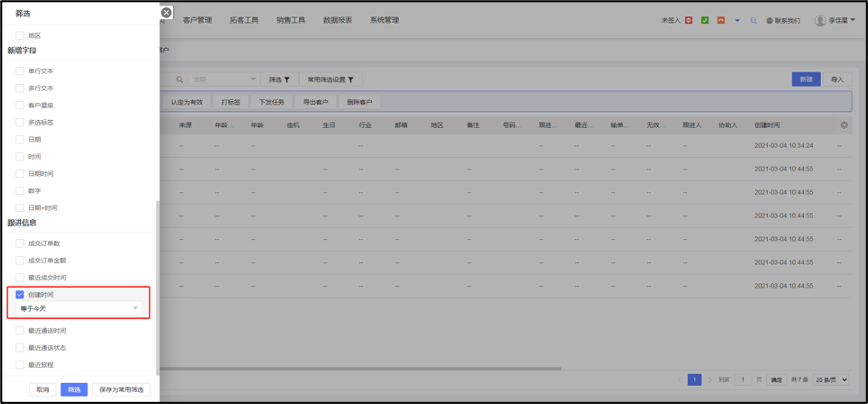 筛选
客户管理 拓客工具 销售工具 数据报表 系统管理
未签入
联系我们
地区
新增字段
单行文本
多行文本
客户量级
多选标签
日期
时间
日期时间
数字
日期+时间
跟进信息
成交订单数
成交订单金额
最近成交时间
创建时间
等于今天
最近通话时间
最近通话状态
最近旅程
取消 筛选 保存为常用筛选
全部 筛选 常用筛选设置 新建 导入
认定为有效 打标签 下发任务 导出客户 删除客户
来源 年龄... 年龄 座机 生日 行业 邮箱 地区 备注 号码... 跟进... 最近... 输单... 无效... 跟进人 协助人 创建时间
-- -- -- -- -- -- -- -- -- 2021-03-04 10:34:24 --
-- -- -- -- -- -- -- -- -- 2021-03-04 10:44:55 --
-- -- -- -- -- -- -- -- -- 2021-03-04 10:44:55 --
-- -- -- -- -- -- -- -- -- 2021-03-04 10:44:55 --
-- -- -- -- -- -- -- -- -- 2021-03-04 10:44:55 --
-- -- -- -- -- -- -- -- -- 2021-03-04 10:44:55 --
-- -- -- -- -- -- -- -- -- 2021-03-04 10:44:55 --
1 到第 1 页 确定 共 7 条 20 条/页